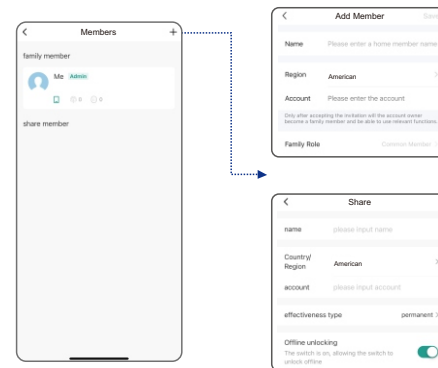 Members
+
family member
Me Admin
0 0
share member
Add Member Save
Name Please enter a home member name
Region American
Account Please enter the account
Only after accepting the invitation will the account owner
become a family member and be able to use relevant functions.
Family Role Common Member
Share
name please input name
Country/
Region American
account please input account
effectiveness type permanent
Offline unlocking
The switch is on, allowing the switch to
unlock offline